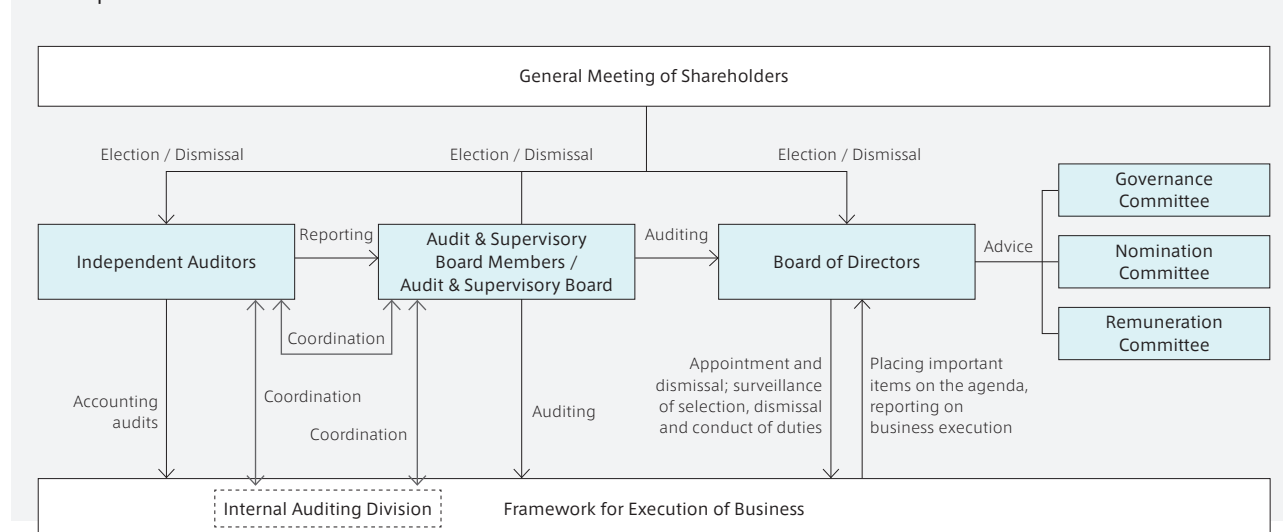 General Meeting of Shareholders
Election / Dismissal
Election / Dismissal
Election / Dismissal
Governance
Committee
Independent Auditors
Reporting
Audit & Supervisory
Board Members /
Audit & Supervisory Board
Auditing
Board of Directors
Advice
Nomination
Committee
Remuneration
Committee
Coordination
Accounting
audits
Coordination
Coordination
Auditing
Appointment and
dismissal; surveillance
of selection, dismissal
and conduct of duties
Placing important
items on the agenda,
reporting on
business execution
Internal Auditing Division
Framework for Execution of Business